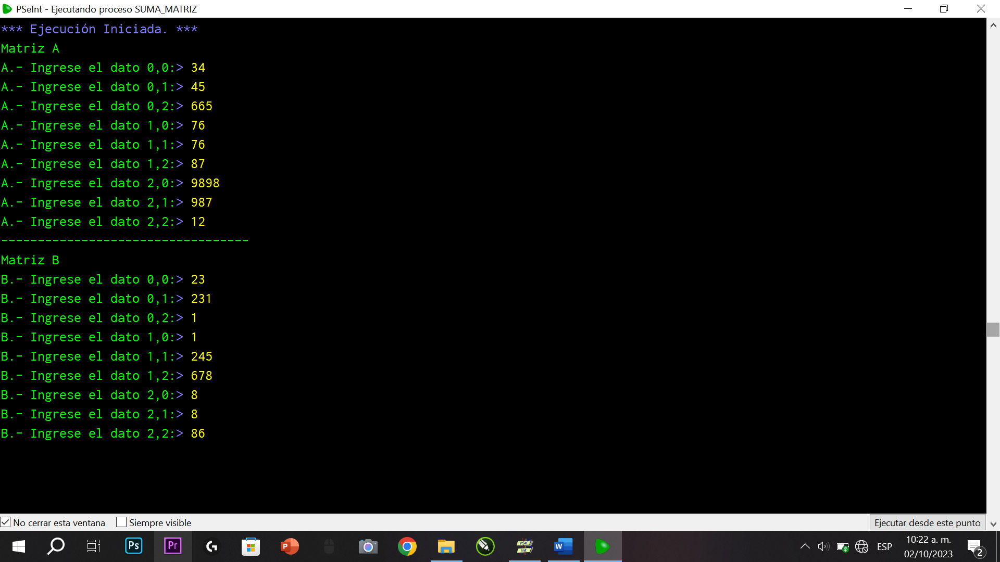 PSeInt - Ejecutando proceso SUMA_MATRIZ
*** Ejecución Iniciada. ***
Matriz A
A.- Ingrese el dato 0,0:> 34
A.- Ingrese el dato 0,1:> 45
A.- Ingrese el dato 0,2:> 665
A.- Ingrese el dato 1,0:> 76
A.- Ingrese el dato 1,1:> 76
A.- Ingrese el dato 1,2:> 87
A.- Ingrese el dato 2,0:> 9898
A.- Ingrese el dato 2,1:> 987
A.- Ingrese el dato 2,2:> 12
----------------------------------
Matriz B
B.- Ingrese el dato 0,0:> 23
B.- Ingrese el dato 0,1:> 231
B.- Ingrese el dato 0,2:> 1
B.- Ingrese el dato 1,0:> 1
B.- Ingrese el dato 1,1:> 245
B.- Ingrese el dato 1,2:> 678
B.- Ingrese el dato 2,0:> 8
B.- Ingrese el dato 2,1:> 8
B.- Ingrese el dato 2,2:> 86
No cerrar esta ventana Siempre visible Ejecutar desde este punto
Ps Pr G P PSe Int W ESP 10:22 a. m.
02/10/2023 2